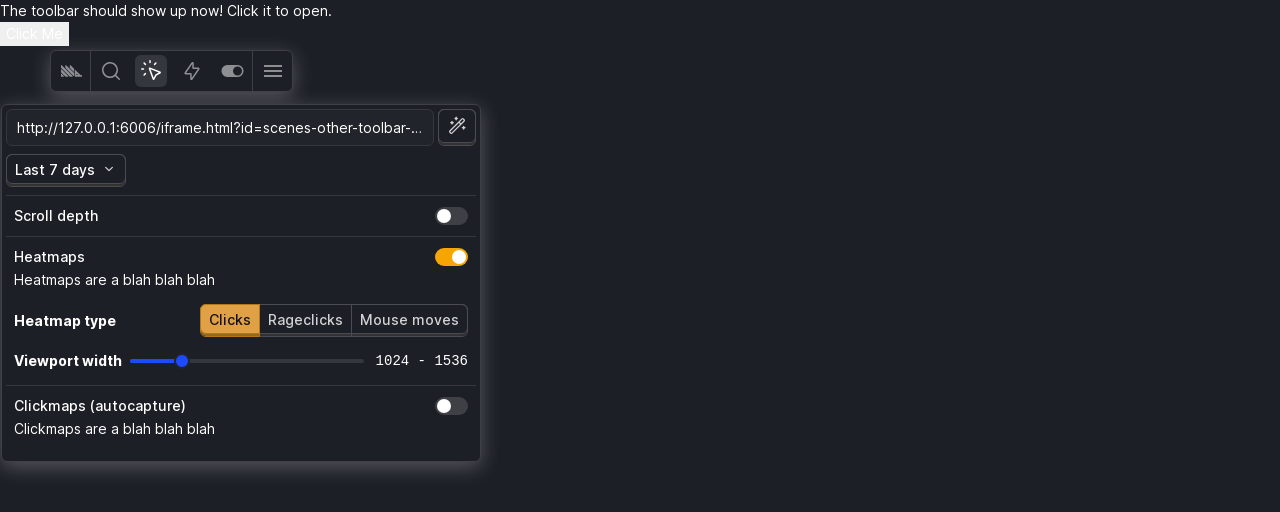 The toolbar should show up now! Click it to open.
Click Me
http://127.0.0.1:6006/iframe.html?id=scenes-other-toolbar-...
Last 7 days
Scroll depth
Heatmaps
Heatmaps are a blah blah blah
Heatmap type Clicks Rageclicks Mouse moves
Viewport width 1024 - 1536
Clickmaps (autocapture)
Clickmaps are a blah blah blah